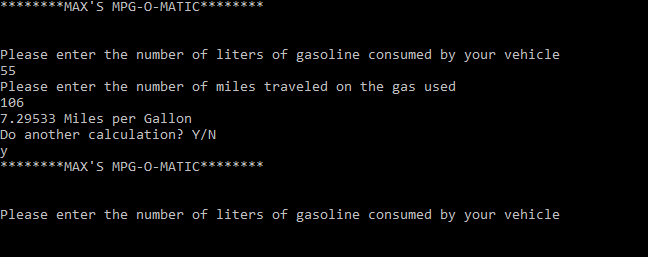 ********MAX'S MPG-O-MATIC********
Please enter the number of liters of gasoline consumed by your vehicle
55
Please enter the number of miles traveled on the gas used
106
7.29533 Miles per Gallon
Do another calculation? Y/N
y
********MAX'S MPG-O-MATIC********
Please enter the number of liters of gasoline consumed by your vehicle